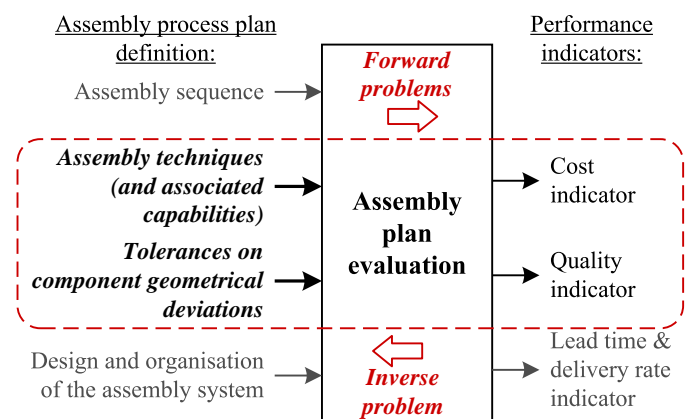 Assembly process plan
definition:
Assembly sequence
Assembly techniques
(and associated
capabilities)
Tolerances on
component geometrical
deviations
Design and organisation
of the assembly system
Forward
problems
Assembly
plan
evaluation
Inverse
problem
Performance
indicators:
Cost
indicator
Quality
indicator
Lead time &
delivery rate
indicator